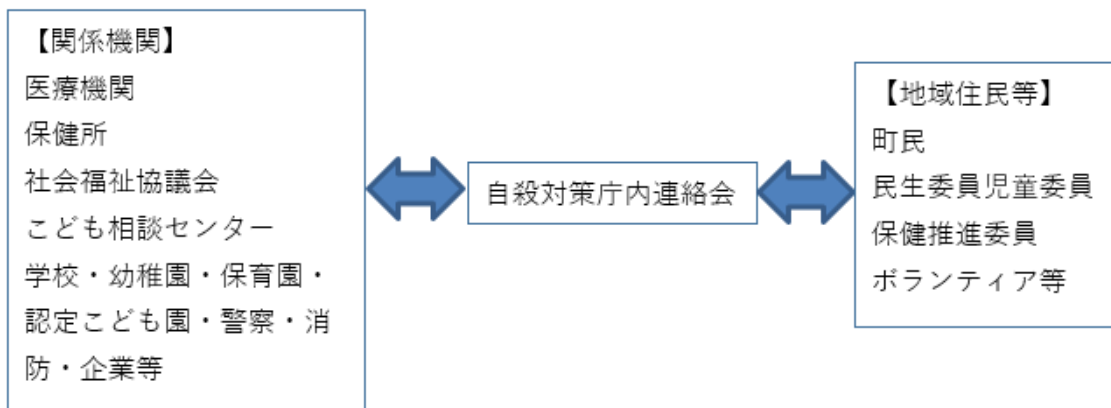 【関係機関】
医療機関
保健所
社会福祉協議会
こども相談センター
学校・幼稚園・保育園・
認定こども園・警察・消
防・企業等
自殺対策庁内連絡会
【地域住民等】
町民
民生委員児童委員
保健推進委員
ボランティア等